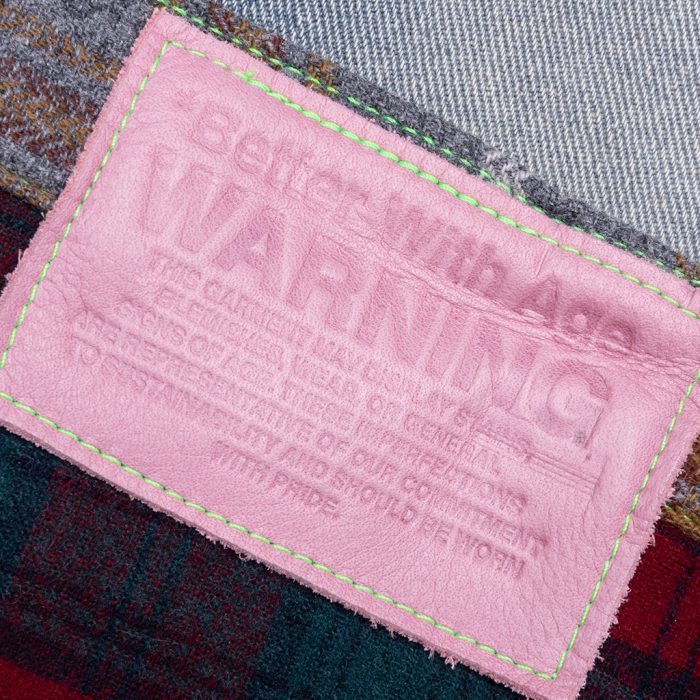 *Better With Age
WARNING
THIS GARMENT MAY DISPLAY
BLEMISHES, WEAR, OR GENERAL
SIGNS OF AGE. THESE IMPERFECTIONS
ARE REPRESENTATIVE OF OUR COMMITMENT
TO SUSTAINABILITY AND SHOULD BE WORN
WITH PRIDE.